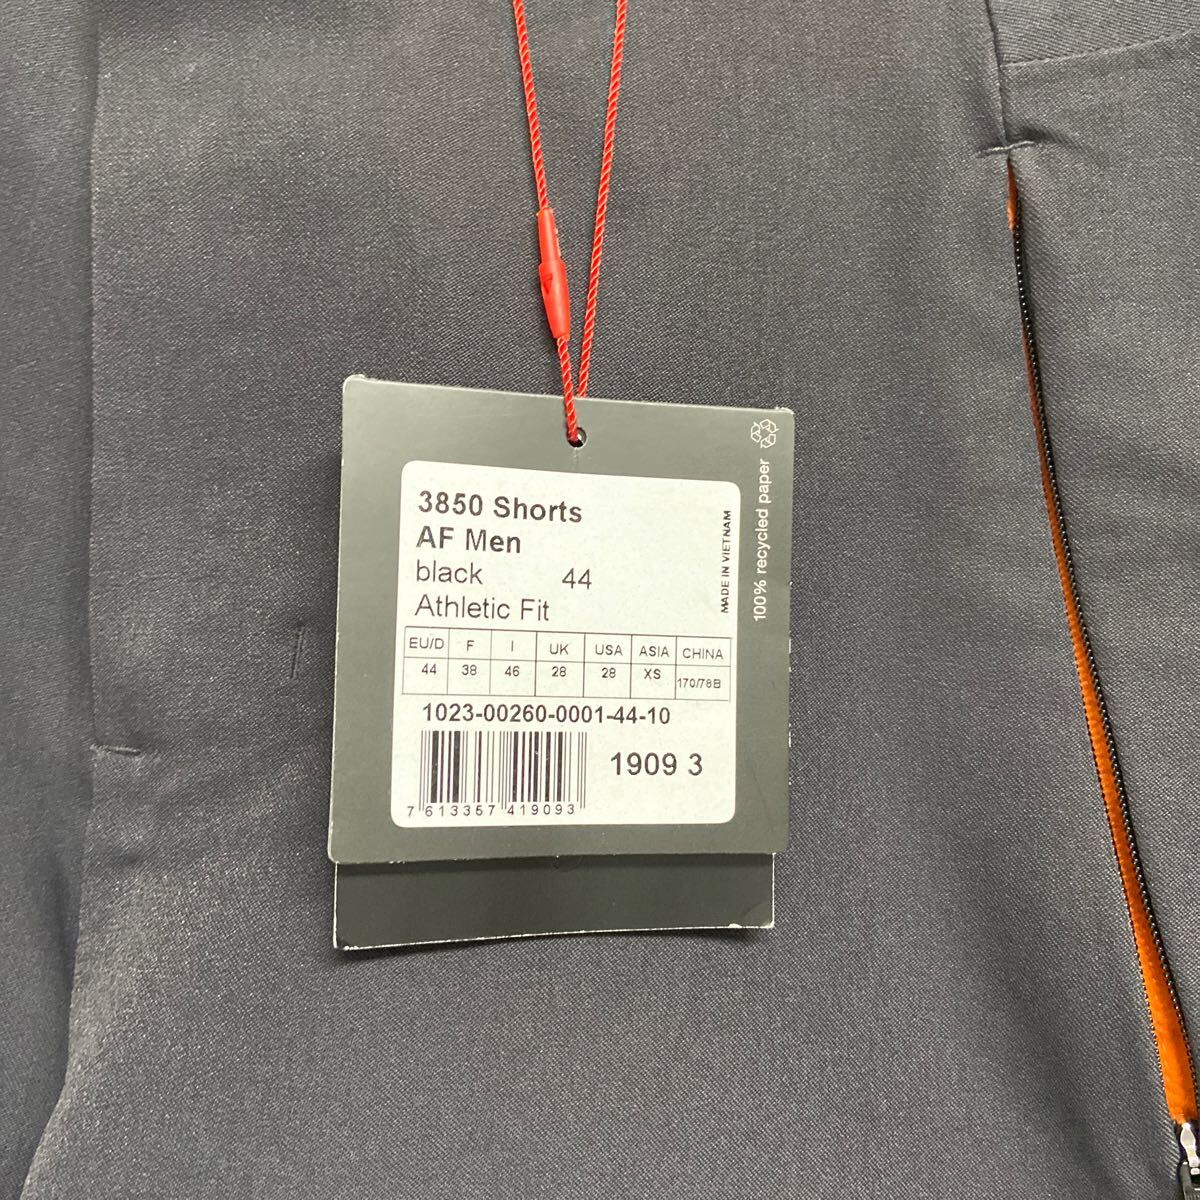 3850 Shorts
AF Men
black 44
Athletic Fit
MADE IN VIETNAM
100% recycled paper
EU/D F I UK USA ASIA CHINA
44 38 46 28 28 XS 170/78B
1023-00260-0001-44-10
1909 3
7 613357 419093